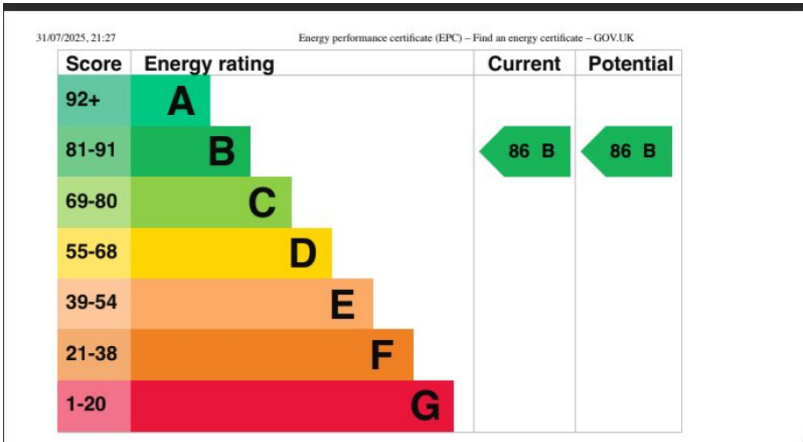 31/07/2025, 21:27 Energy performance certificate (EPC) – Find an energy certificate – GOV.UK
Score Energy rating Current Potential
92+ A
81-91 B 86 B 86 B
69-80 C
55-68 D
39-54 E
21-38 F
1-20 G